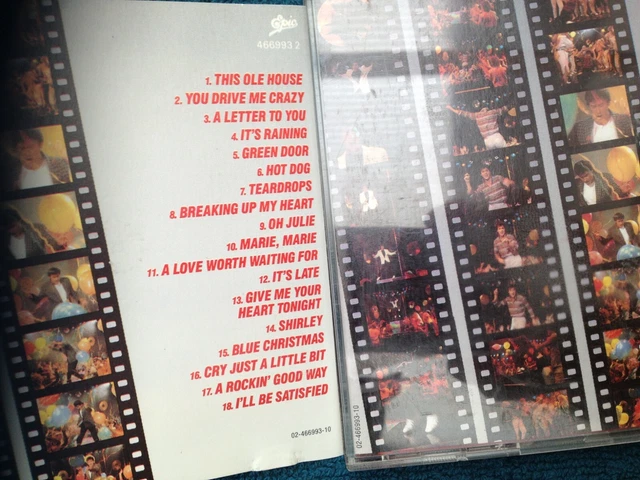 Epic
466993 2
1. THIS OLE HOUSE
2. YOU DRIVE ME CRAZY
3. A LETTER TO YOU
4. IT'S RAINING
5. GREEN DOOR
6. HOT DOG
7. TEARDROPS
8. BREAKING UP MY HEART
9. OH JULIE
10. MARIE, MARIE
11. A LOVE WORTH WAITING FOR
12. IT'S LATE
13. GIVE ME YOUR
HEART TONIGHT
14. SHIRLEY
15. BLUE CHRISTMAS
16. CRY JUST A LITTLE BIT
17. A ROCKIN' GOOD WAY
18. I'LL BE SATISFIED
02-466993-10
02-466993-10